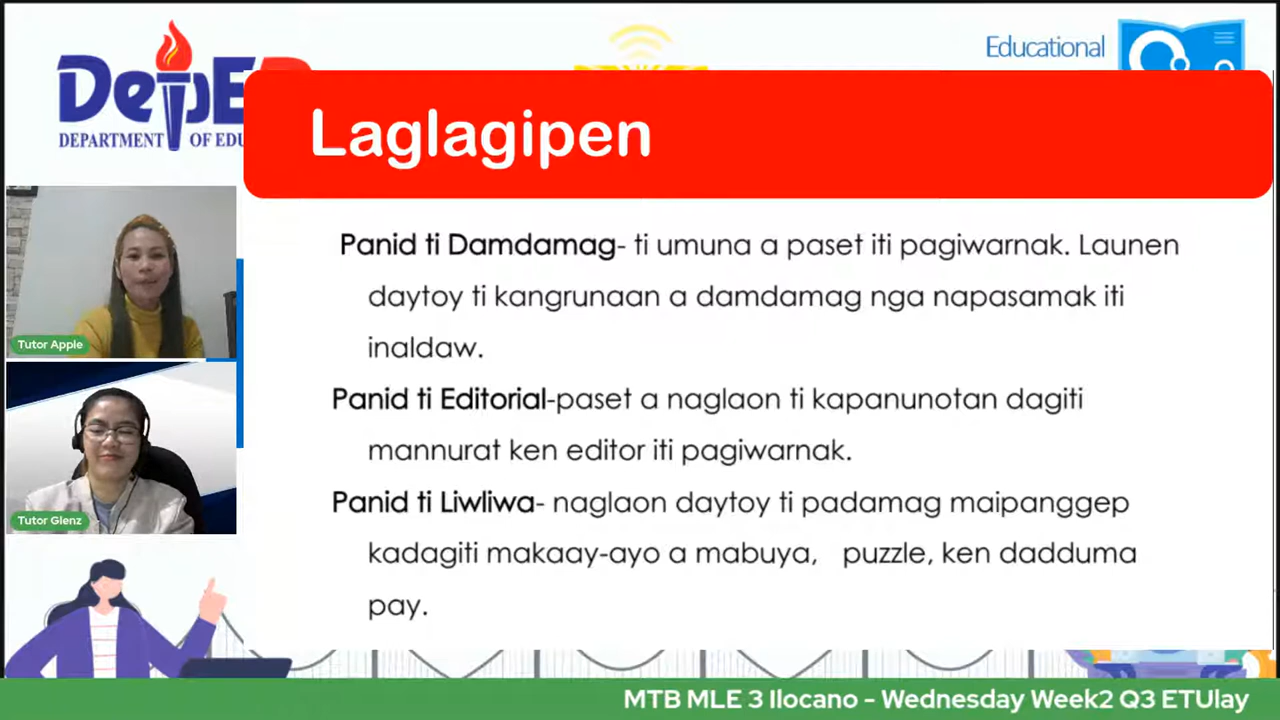 DepE
DEPARTMENT OF EDU
Educational
Laglagipen
Panid ti Damdamag- ti umuna a paset iti pagiwarnak. Launen
daytoy ti kangrunaan a damdamag nga napasamak iti
inaldaw.
Panid ti Editorial-paset a naglaon ti kapanunotan dagiti
mannurat ken editor iti pagiwarnak.
Panid ti Liwliwa- naglaon daytoy ti padamag maipanggep
kadagiti makaay-ayo a mabuya, puzzle, ken dadduma
pay.
Tutor Apple
Tutor Glenz
MTB MLE 3 Ilocano - Wednesday Week2 Q3 ETUlay